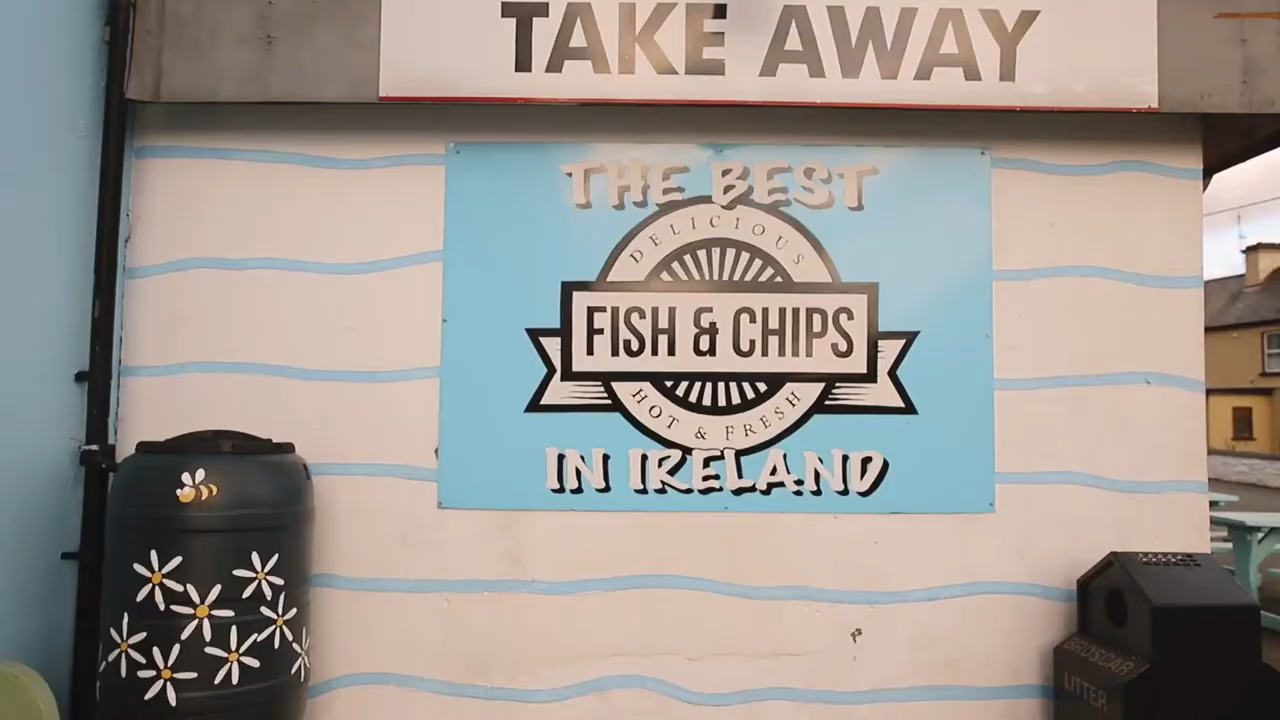 TAKE AWAY
THE BEST
DELICIOUS
FISH & CHIPS
HOT & FRESH
IN IRELAND
BRUSCAR
LITTER